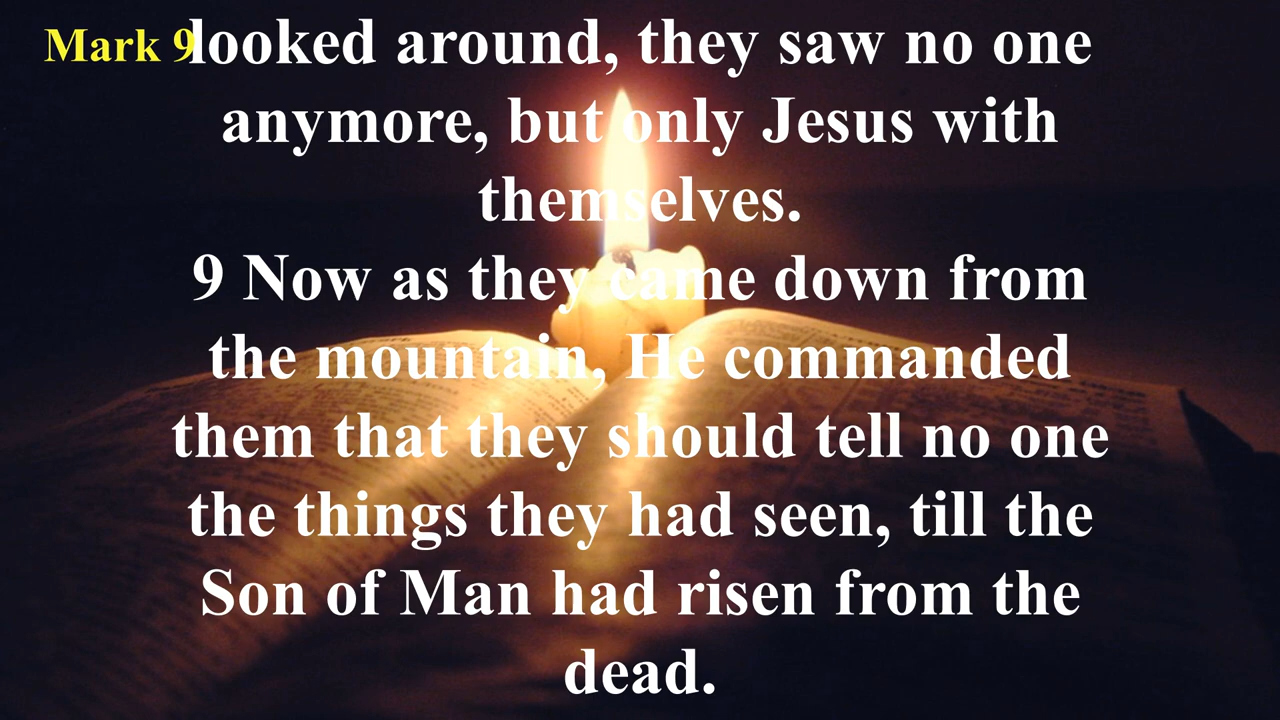 Mark 9
looked around, they saw no one
anymore, but only Jesus with
themselves.
9 Now as they came down from
the mountain, He commanded
them that they should tell no one
the things they had seen, till the
Son of Man had risen from the
dead.